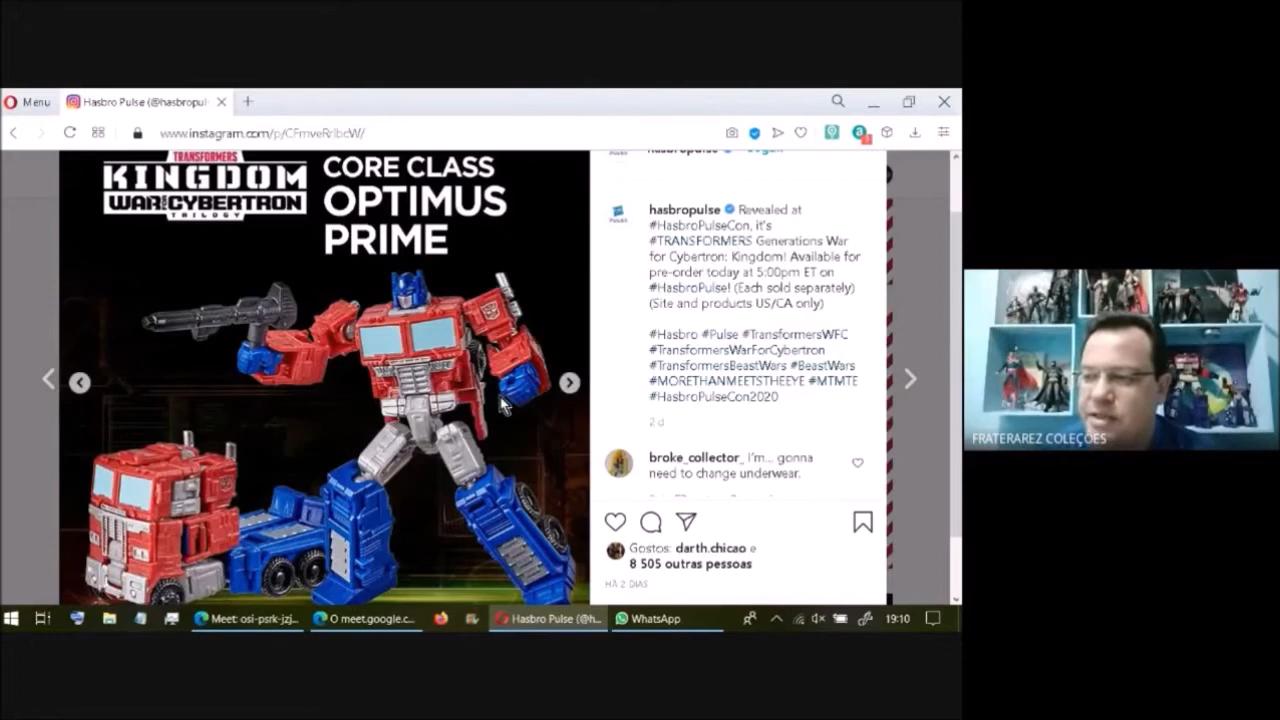 Menu
Hasbro Pulse (@hasbropul
www.instagram.com/p/CFmveRrlbcW/
TRANSFORMERS
KINGDOM
WAR FOR CYBERTRON
TRILOGY
CORE CLASS
OPTIMUS
PRIME
hasbropulse Revealed at
#HasbroPulseCon, it's
#TRANSFORMERS Generations War
for Cybertron: Kingdom! Available for
pre-order today at 5:00pm ET on
#HasbroPulse! (Each sold separately)
(Site and products US/CA only)
#Hasbro #Pulse #TransformersWFC
#TransformersWarForCybertron
#TransformersBeastWars #BeastWars
#MORETHANMEETSTHEEYE #MTMTE
#HasbroPulseCon2020
2 d
broke_collector_ I'm... gonna
need to change underwear.
Gostos: darth.chicao e
8 505 outras pessoas
HÁ 2 DIAS
FRATERAREZ COLEÇÕES
Meet: osi-psrk-jzj...
O meet.google.c...
Hasbro Pulse (@h...
WhatsApp
19:10